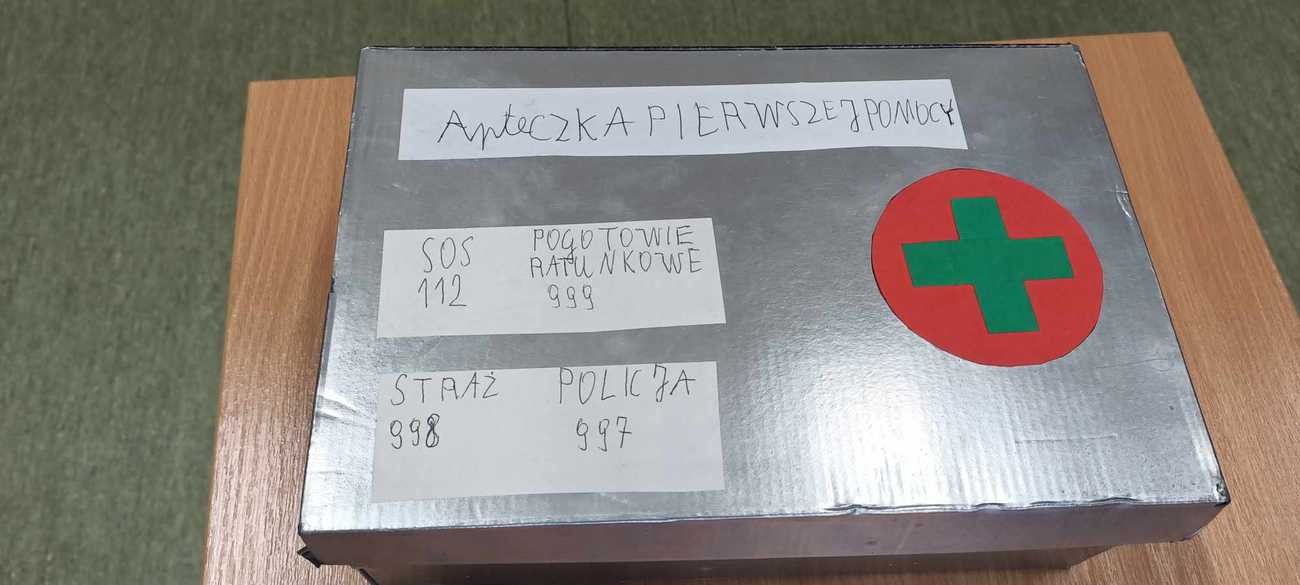 ApteCZKA PIERWSZEJ POMOCY
SOS
112
POGOTOWIE
RATUNKOWE
999
STRAŻ
998
POLICJA
997